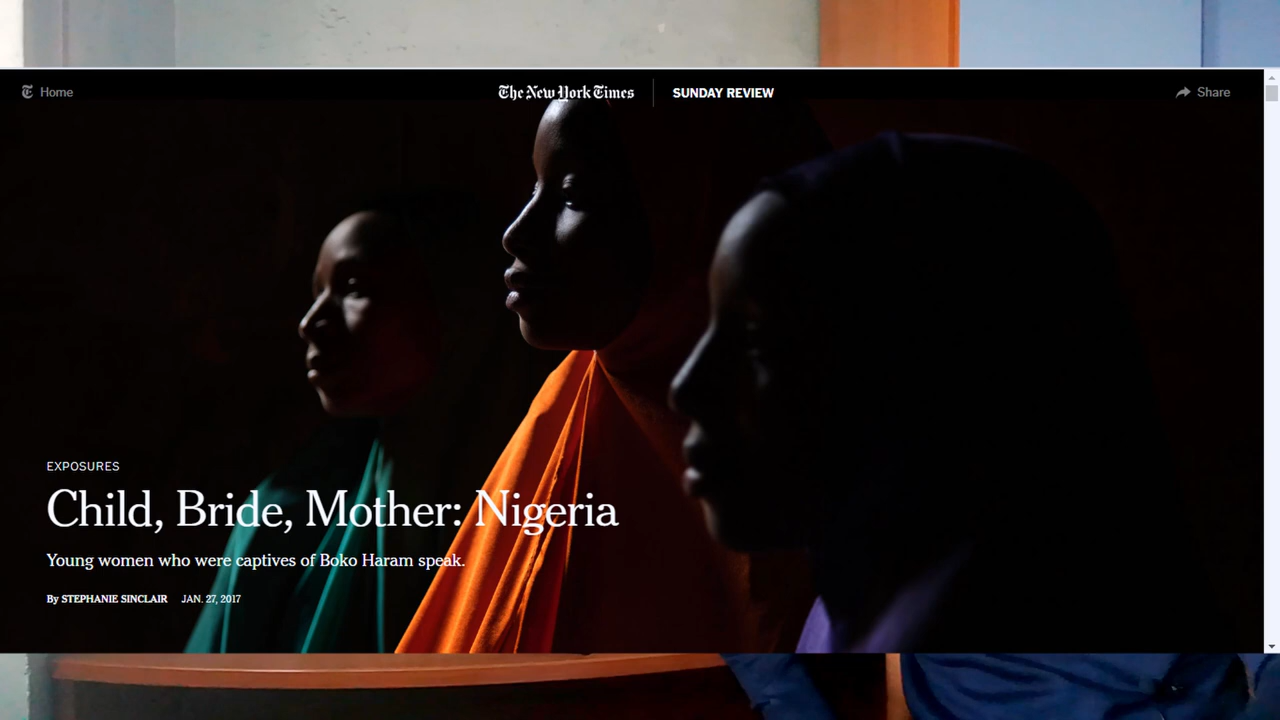 Home
The New York Times
SUNDAY REVIEW
Share
EXPOSURES
Child, Bride, Mother: Nigeria
Young women who were captives of Boko Haram speak.
By STEPHANIE SINCLAIR JAN. 27, 2017